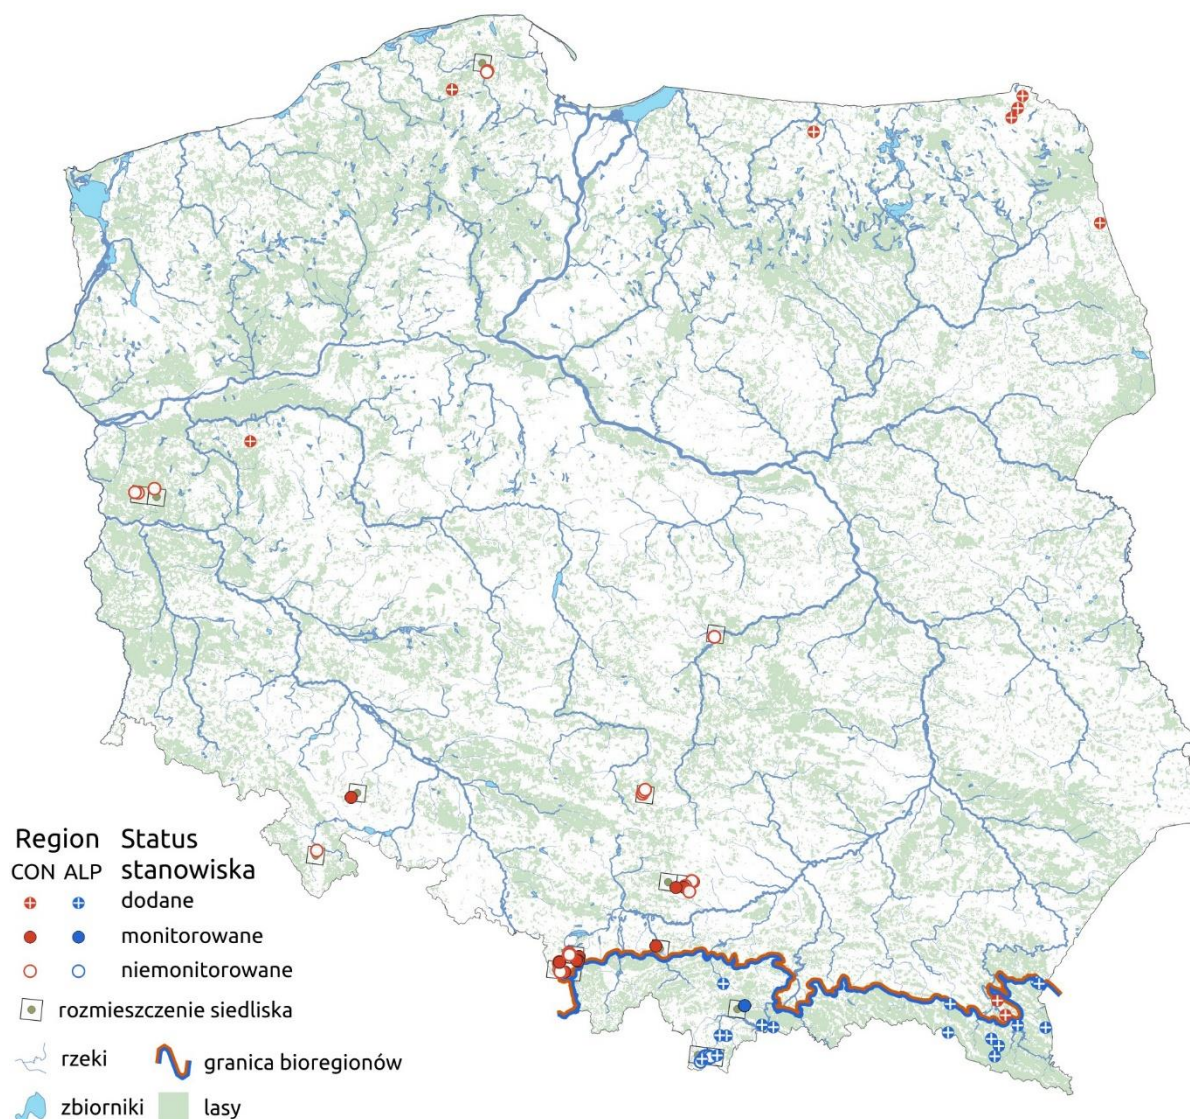 Region Status
CON ALP stanowiska
dodane
monitorowane
niemonitorowane
rozmieszczenie siedliska
rzeki granica bioregionów
zbiorniki lasy